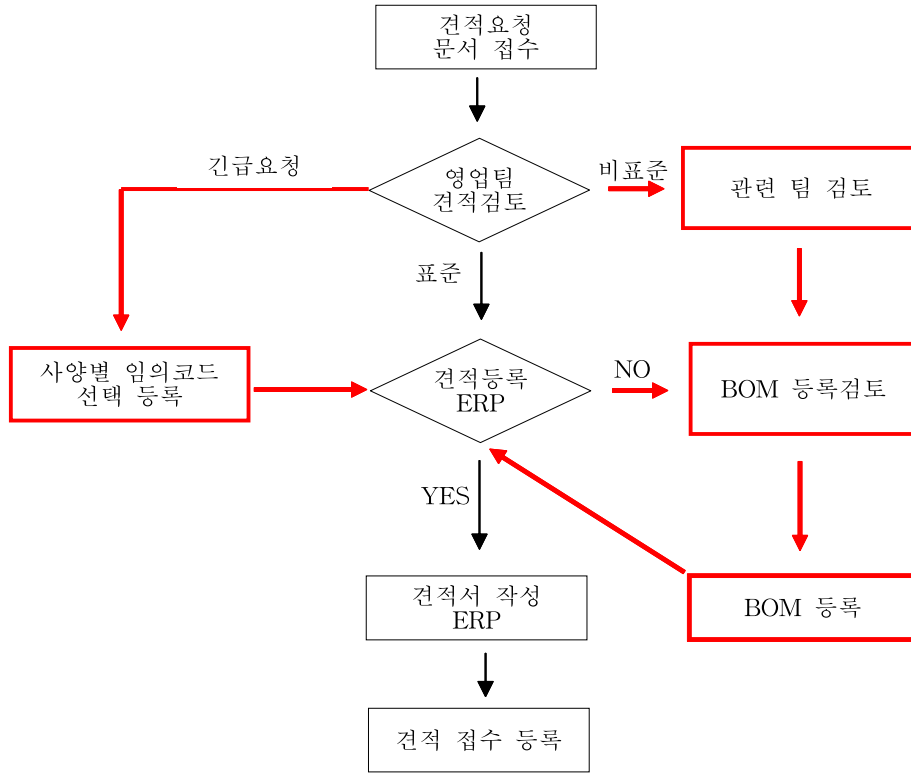 견적요청
문서 접수
긴급요청
영업팀
견적검토
비표준
관련 팀 검토
표준
사양별 임의코드
선택 등록
견적등록
ERP
NO
BOM 등록검토
YES
견적서 작성
ERP
BOM 등록
견적 접수 등록